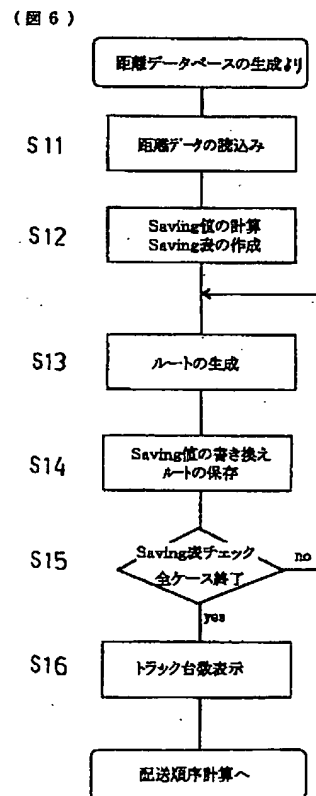 (図6)
距離データベースの生成より
S11
距離データの読込み
S12
Saving値の計算
Saving表の作成
S13
ルートの生成
S14
Saving値の書き換え
ルートの保存
S15
Saving表チェック
全ケース終了
no
yes
S16
トラック台数表示
配送順序計算へ